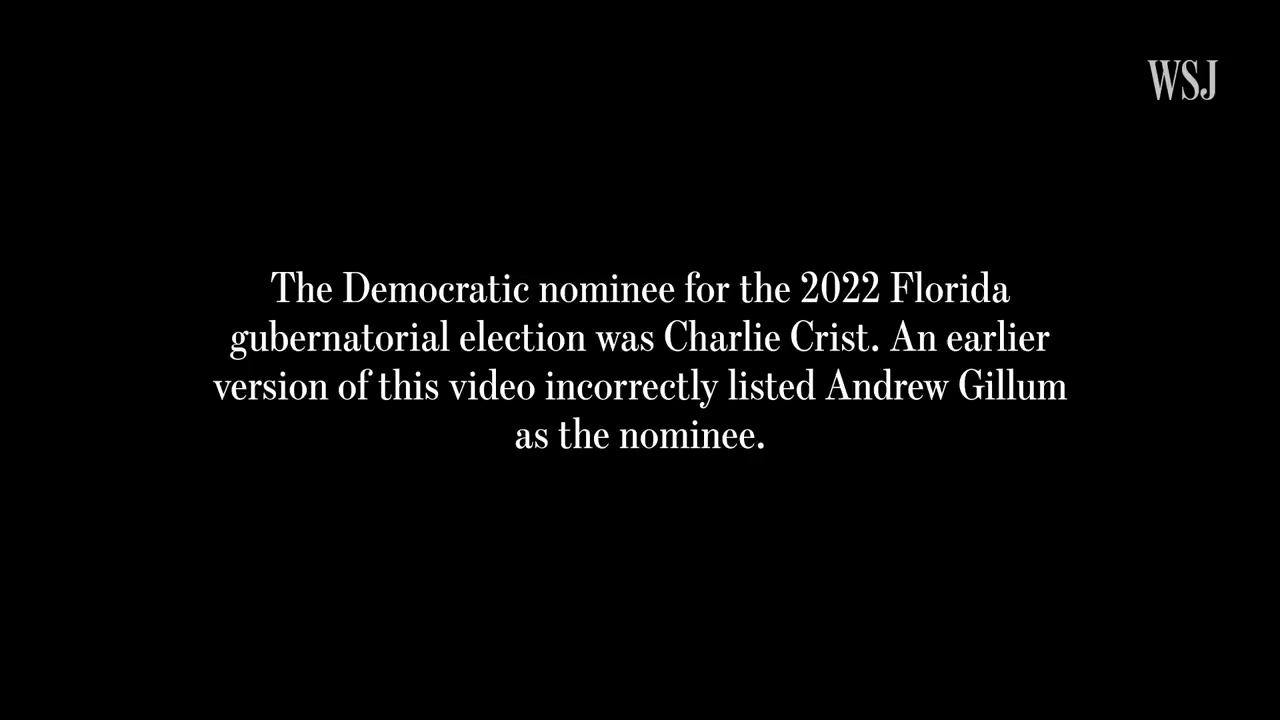 WSJ
The Democratic nominee for the 2022 Florida
gubernatorial election was Charlie Crist. An earlier
version of this video incorrectly listed Andrew Gillum
as the nominee.